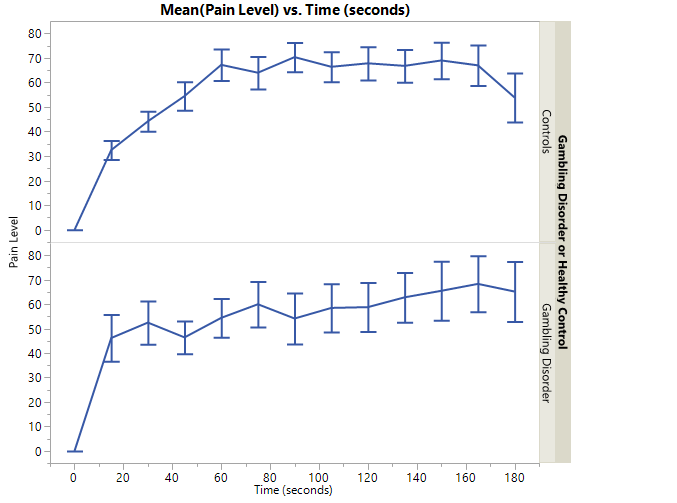 Mean(Pain Level) vs. Time (seconds)
80
70
60
50
40
30
20
10
0
Controls
80
70
60
50
40
30
20
10
0
Gambling Disorder
Gambling Disorder or Healthy Control
Pain Level
0 20 40 60 80 100 120 140 160 180
Time (seconds)